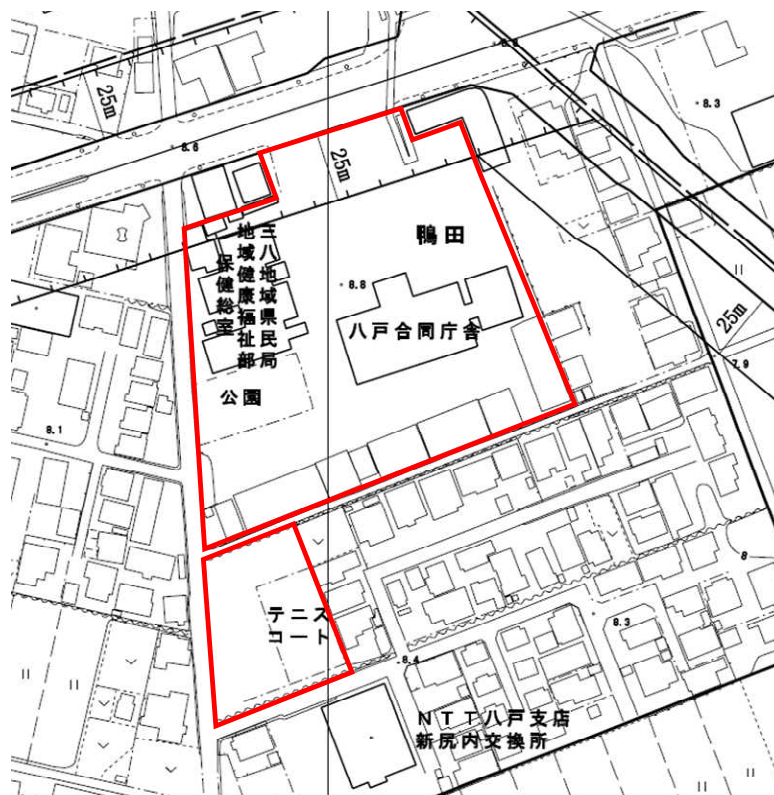 25m
8.6
25m
8.3
鴨田
三八地域県民局
地域健康福祉部
保健総室
8.8
八戸合同庁舎
25m
7.9
公園
8.1
8
テニス
コート
8.3
8.4
NTT八戸支店
新尻内交換所